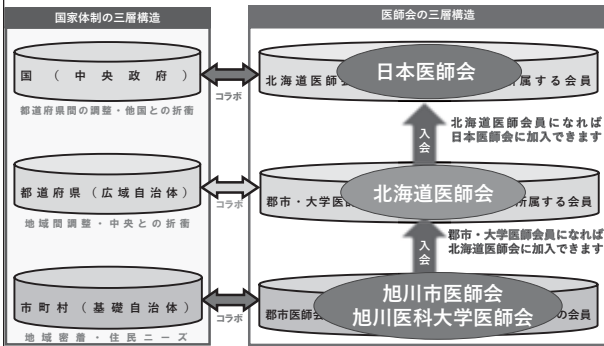 国家体制の三層構造
医師会の三層構造
国（中央政府）
都道府県間の調整・他国との折衝
コラボ
北海道医師
日本医師会
所属する会員
入会
北海道医師会員になれば
日本医師会に加入できます
都道府県（広域自治体）
地域間調整・中央との折衝
コラボ
郡市・大学医師
北海道医師会
所属する会員
入会
郡市・大学医師会員になれば
北海道医師会に加入できます
市町村（基礎自治体）
地域密着・住民ニーズ
コラボ
郡市医師会
旭川市医師会
旭川医科大学医師会
の会員